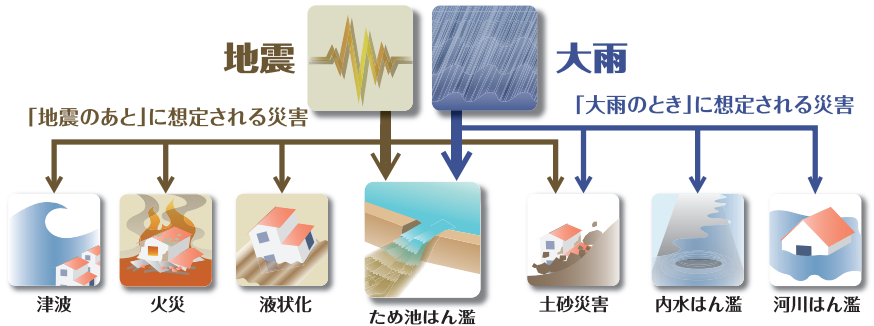 地震
大雨
「地震のあと」に想定される災害
「大雨のとき」に想定される災害
津波
火災
液状化
ため池はん濫
土砂災害
内水はん濫
河川はん濫